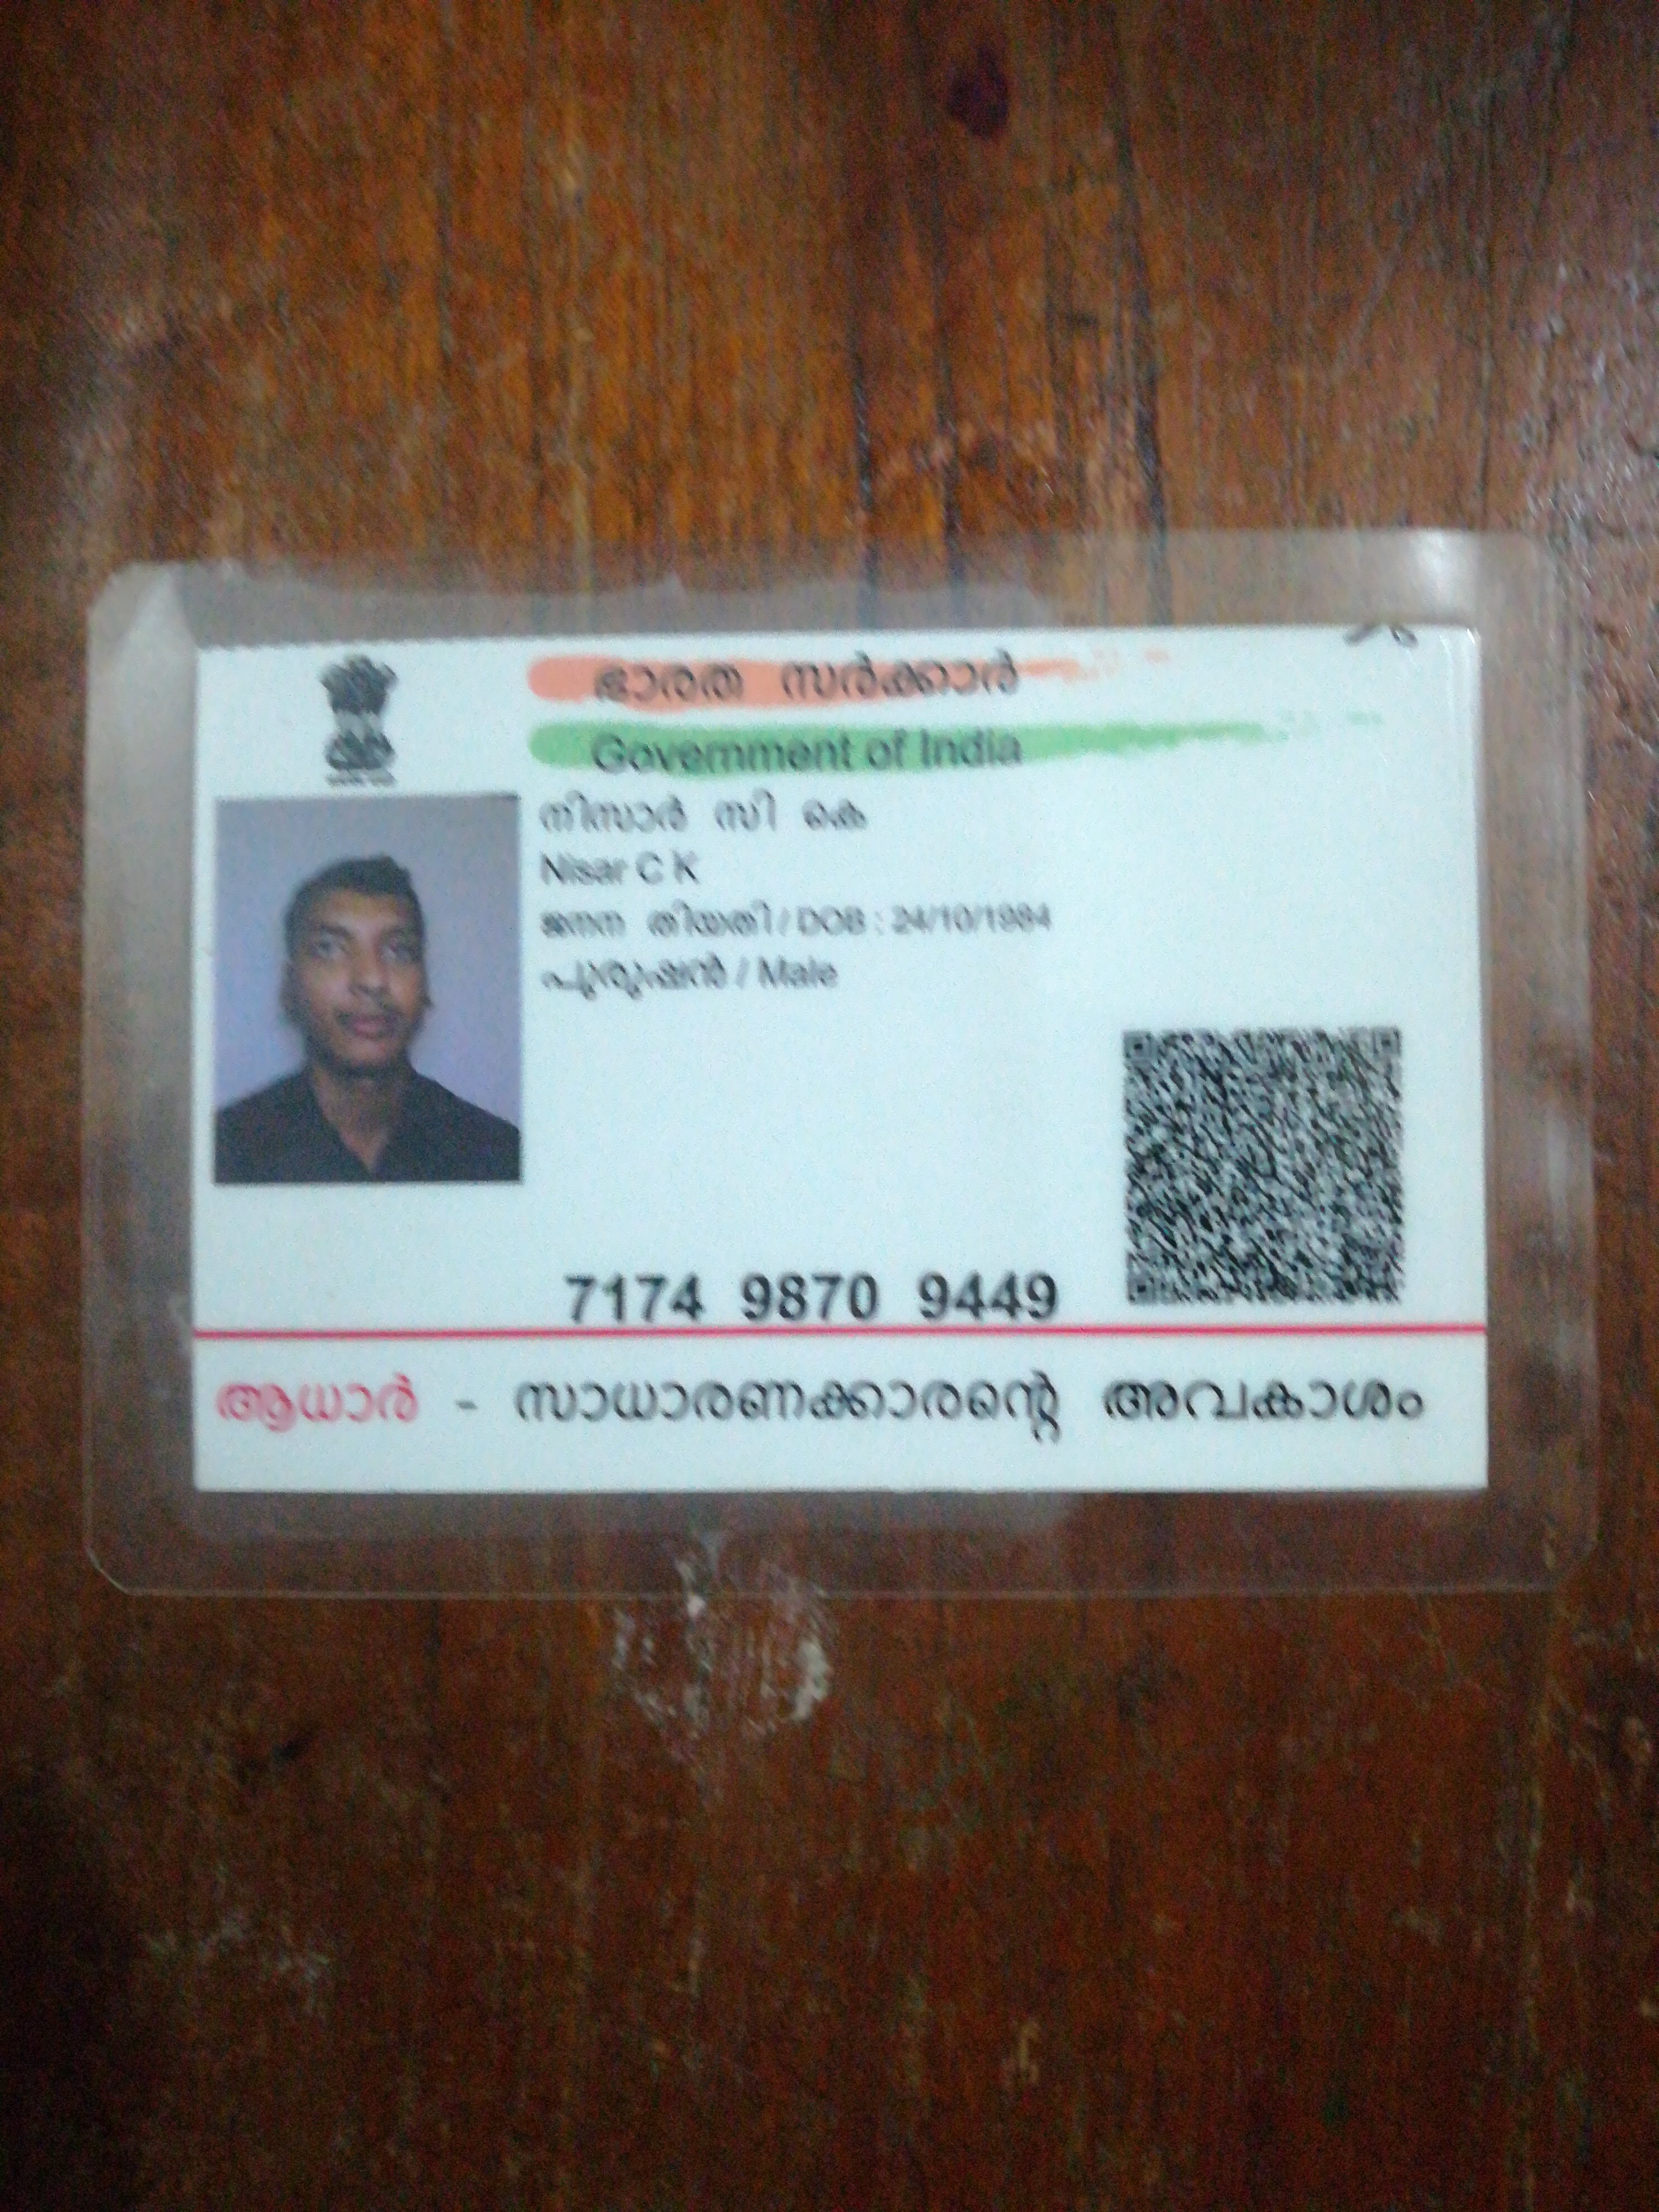 ഭാരത സർക്കാർ
Government of India
നിസാർ സി കെ
Nisar C K
ജനന തിയതി / DOB : 24/10/1984
പുരുഷൻ / Male
7174 9870 9449
ആധാർ - സാധാരണക്കാരന്റെ അവകാശം